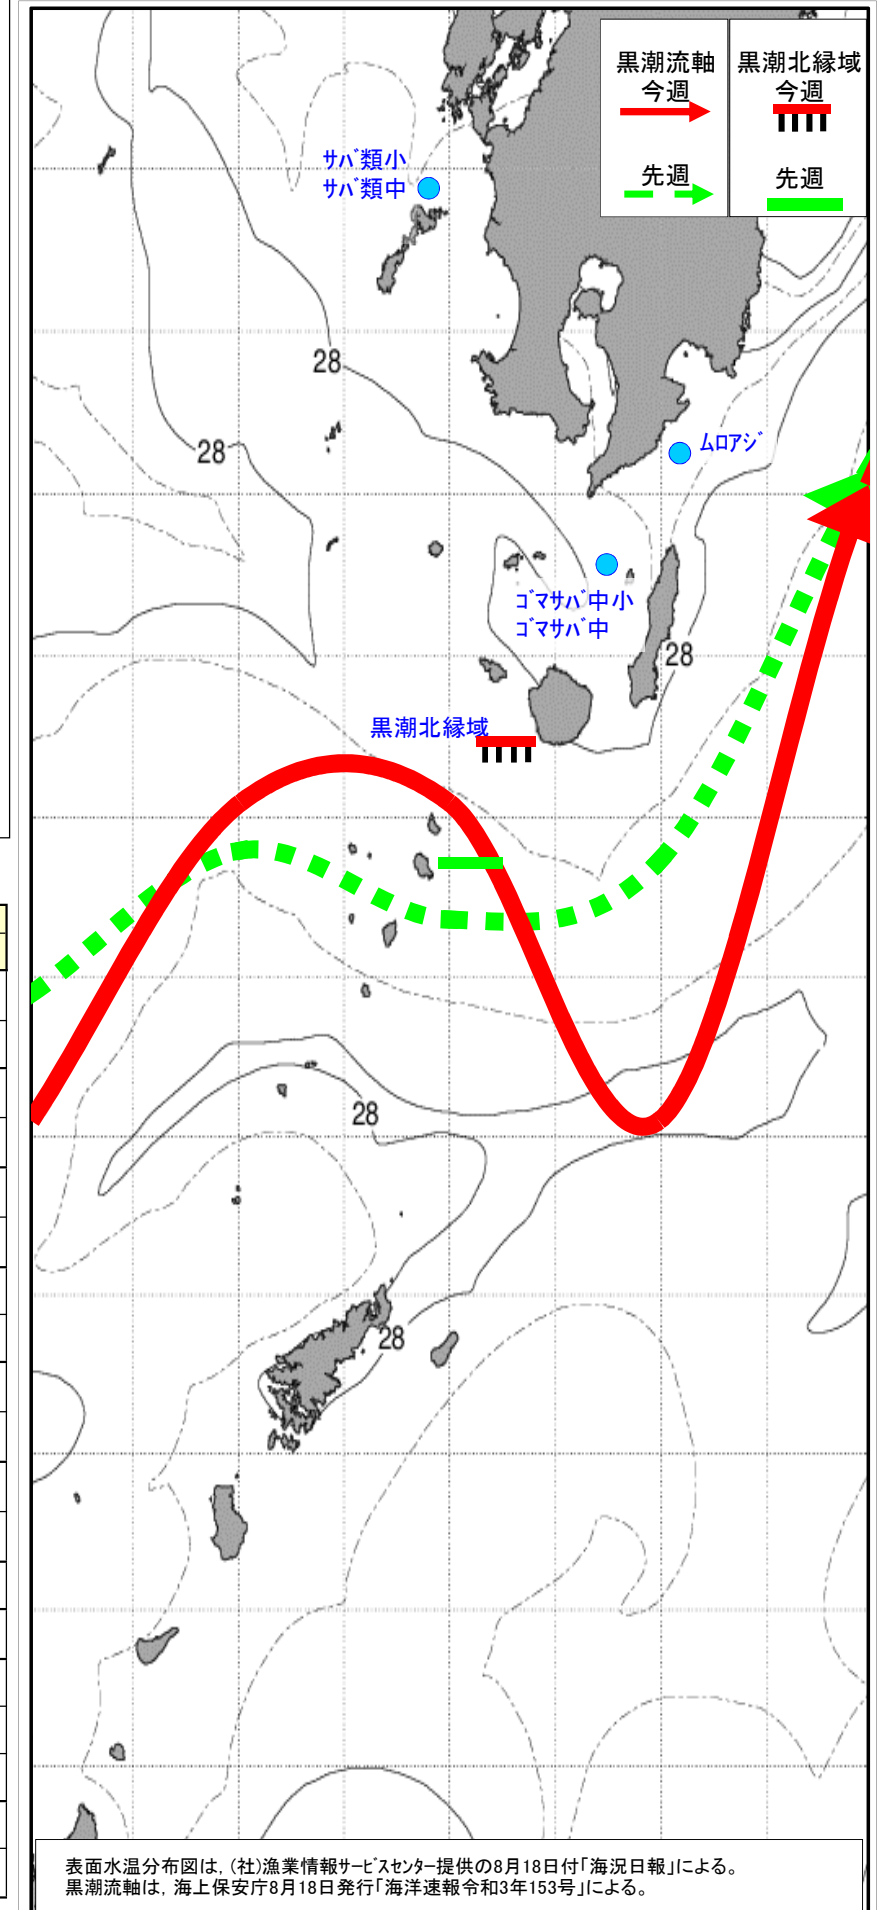 黒潮流軸
今週
先週
黒潮北縁域
今週
先週
ｻﾊﾞ類小
ｻﾊﾞ類中
28
28
ﾑﾛｱｼﾞ
ｺﾞﾏｻﾊﾞ中小
ｺﾞﾏｻﾊﾞ中
28
黒潮北縁域
28
28
表面水温分布図は，(社)漁業情報ｻｰﾋﾞｽｾﾝﾀｰ提供の8月18日付「海況日報」による。
黒潮流軸は，海上保安庁8月18日発行「海洋速報令和3年153号」による。